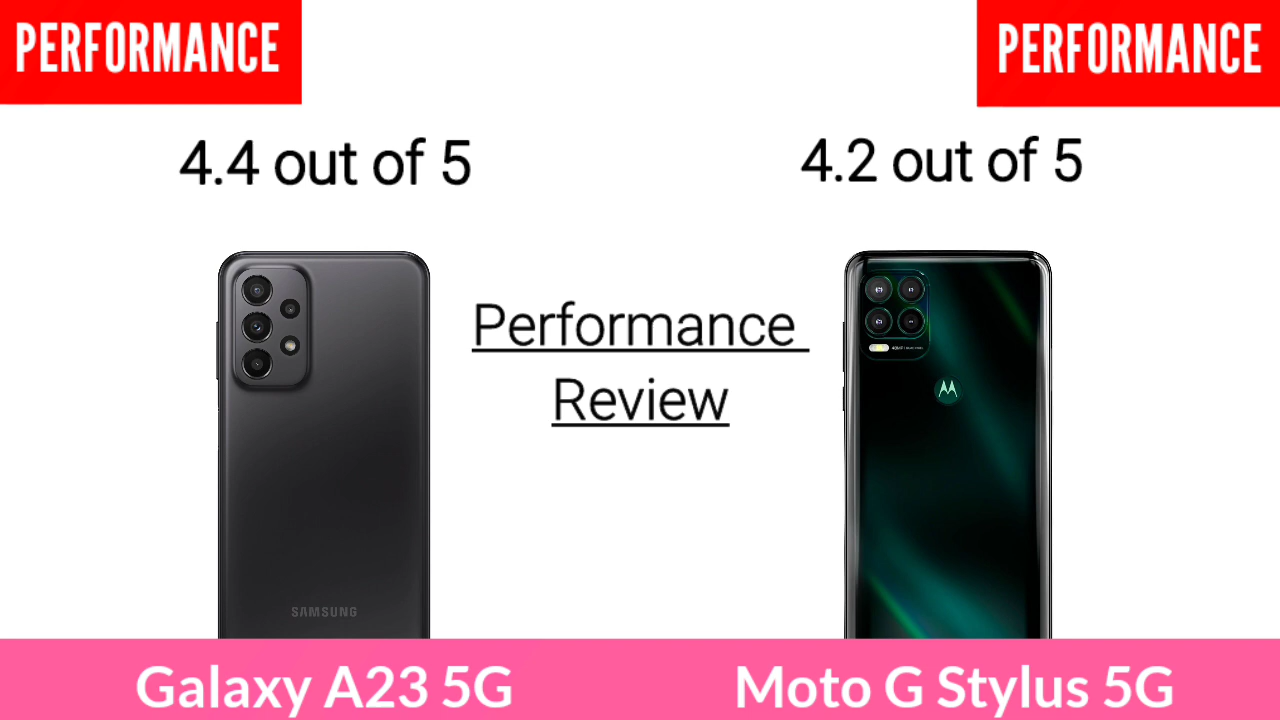 PERFORMANCE
PERFORMANCE
4.4 out of 5
4.2 out of 5
Performance
Review
SAMSUNG
Galaxy A23 5G
Moto G Stylus 5G